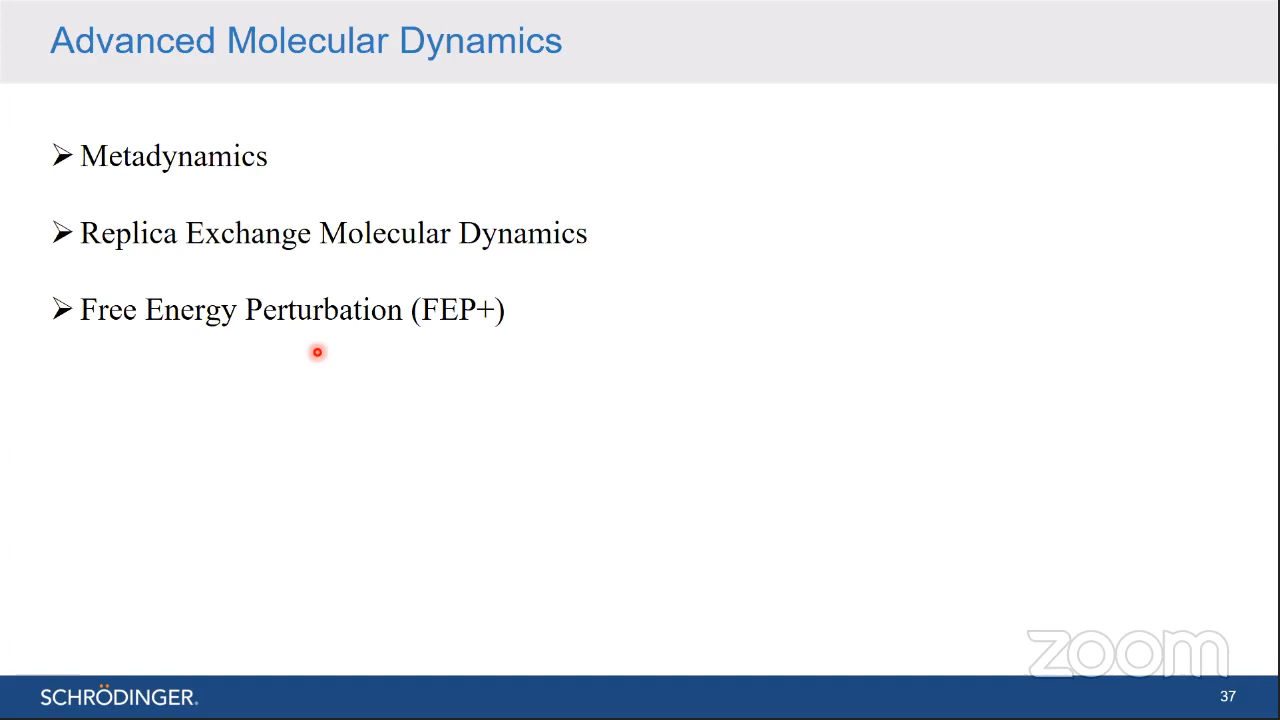 Advanced Molecular Dynamics
➢ Metadynamics
➢ Replica Exchange Molecular Dynamics
➢ Free Energy Perturbation (FEP+)
zoom
SCHRÖDINGER.
37